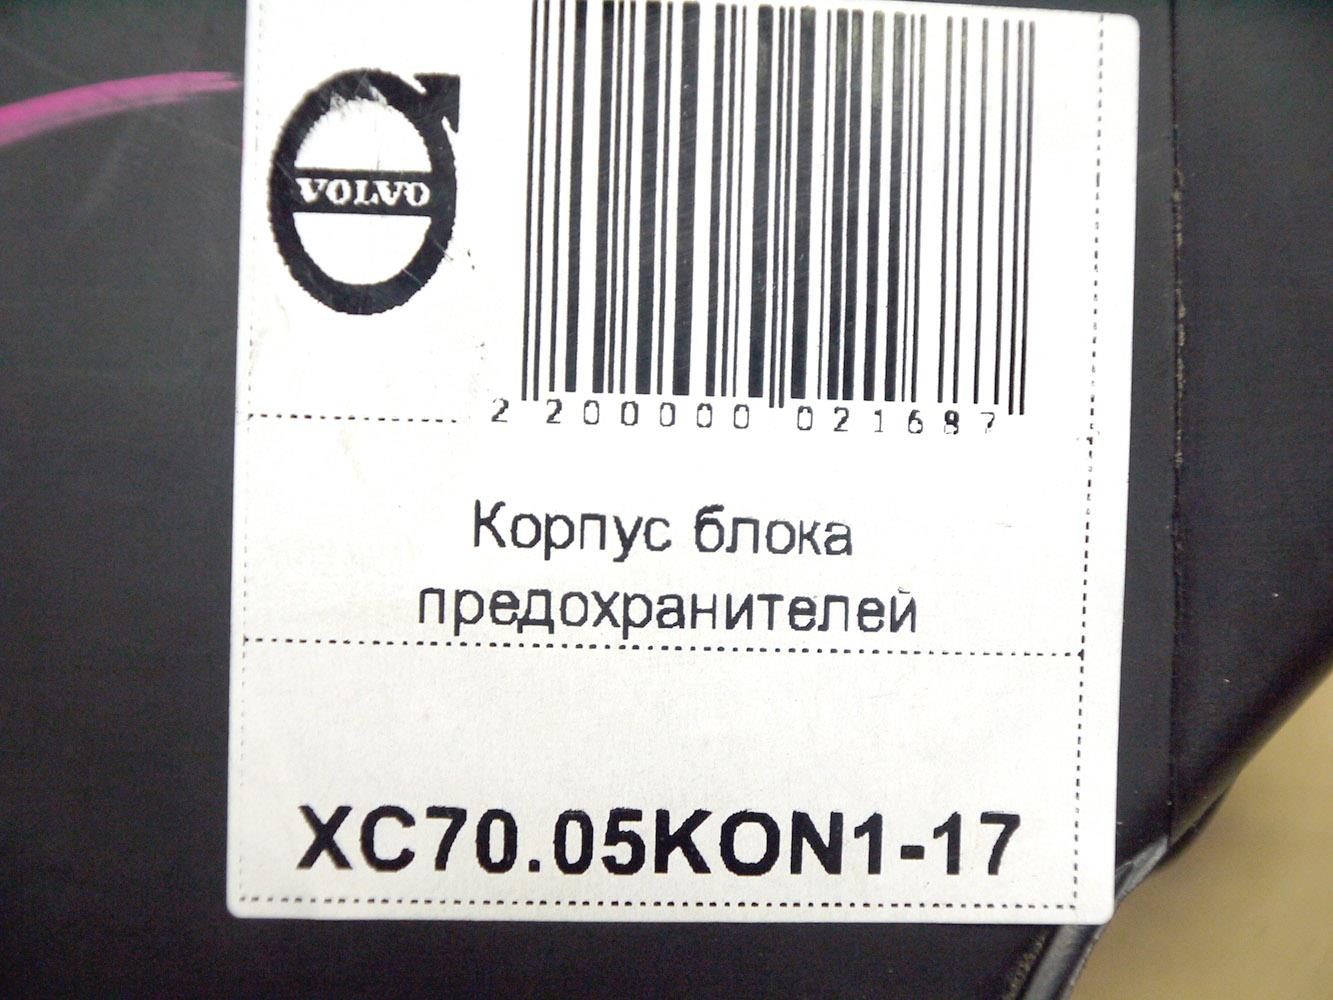 VOLVO
2 200000 021687
Корпус блока
предохранителей
XC70.05KON1-17